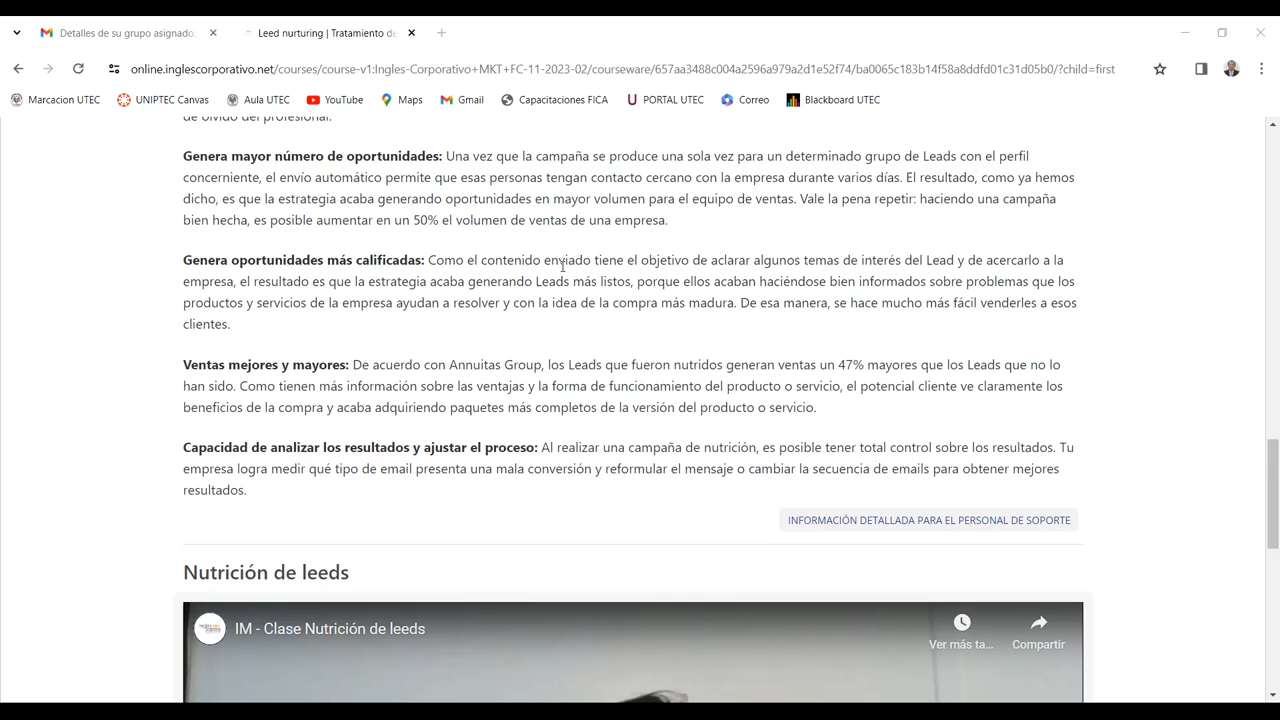 Detalles de su grupo asignado
Leed nurturing | Tratamiento de
online.inglescorporativo.net/courses/course-v1:Ingles-Corporativo+MKT+FC-11-2023-02/courseware/657aa3488c004a2596a979a2d1e52f74/ba0065c183b14f58a8ddfd01c31d05b0/?child=first
Marcacion UTEC UNIPTEC Canvas Aula UTEC YouTube Maps Gmail Capacitaciones FICA PORTAL UTEC Correo Blackboard UTEC
de olvido del profesional.
Genera mayor número de oportunidades: Una vez que la campaña se produce una sola vez para un determinado grupo de Leads con el perfil
concerniente, el envío automático permite que esas personas tengan contacto cercano con la empresa durante varios días. El resultado, como ya hemos
dicho, es que la estrategia acaba generando oportunidades en mayor volumen para el equipo de ventas. Vale la pena repetir: haciendo una campaña
bien hecha, es posible aumentar en un 50% el volumen de ventas de una empresa.
Genera oportunidades más calificadas: Como el contenido enviado tiene el objetivo de aclarar algunos temas de interés del Lead y de acercarlo a la
empresa, el resultado es que la estrategia acaba generando Leads más listos, porque ellos acaban haciéndose bien informados sobre problemas que los
productos y servicios de la empresa ayudan a resolver y con la idea de la compra más madura. De esa manera, se hace mucho más fácil venderles a esos
clientes.
Ventas mejores y mayores: De acuerdo con Annuitas Group, los Leads que fueron nutridos generan ventas un 47% mayores que los Leads que no lo
han sido. Como tienen más información sobre las ventajas y la forma de funcionamiento del producto o servicio, el potencial cliente ve claramente los
beneficios de la compra y acaba adquiriendo paquetes más completos de la versión del producto o servicio.
Capacidad de analizar los resultados y ajustar el proceso: Al realizar una campaña de nutrición, es posible tener total control sobre los resultados. Tu
empresa logra medir qué tipo de email presenta una mala conversión y reformular el mensaje o cambiar la secuencia de emails para obtener mejores
resultados.
INFORMACIÓN DETALLADA PARA EL PERSONAL DE SOPORTE
Nutrición de leeds
IM - Clase Nutrición de leeds
Ver más ta...
Compartir